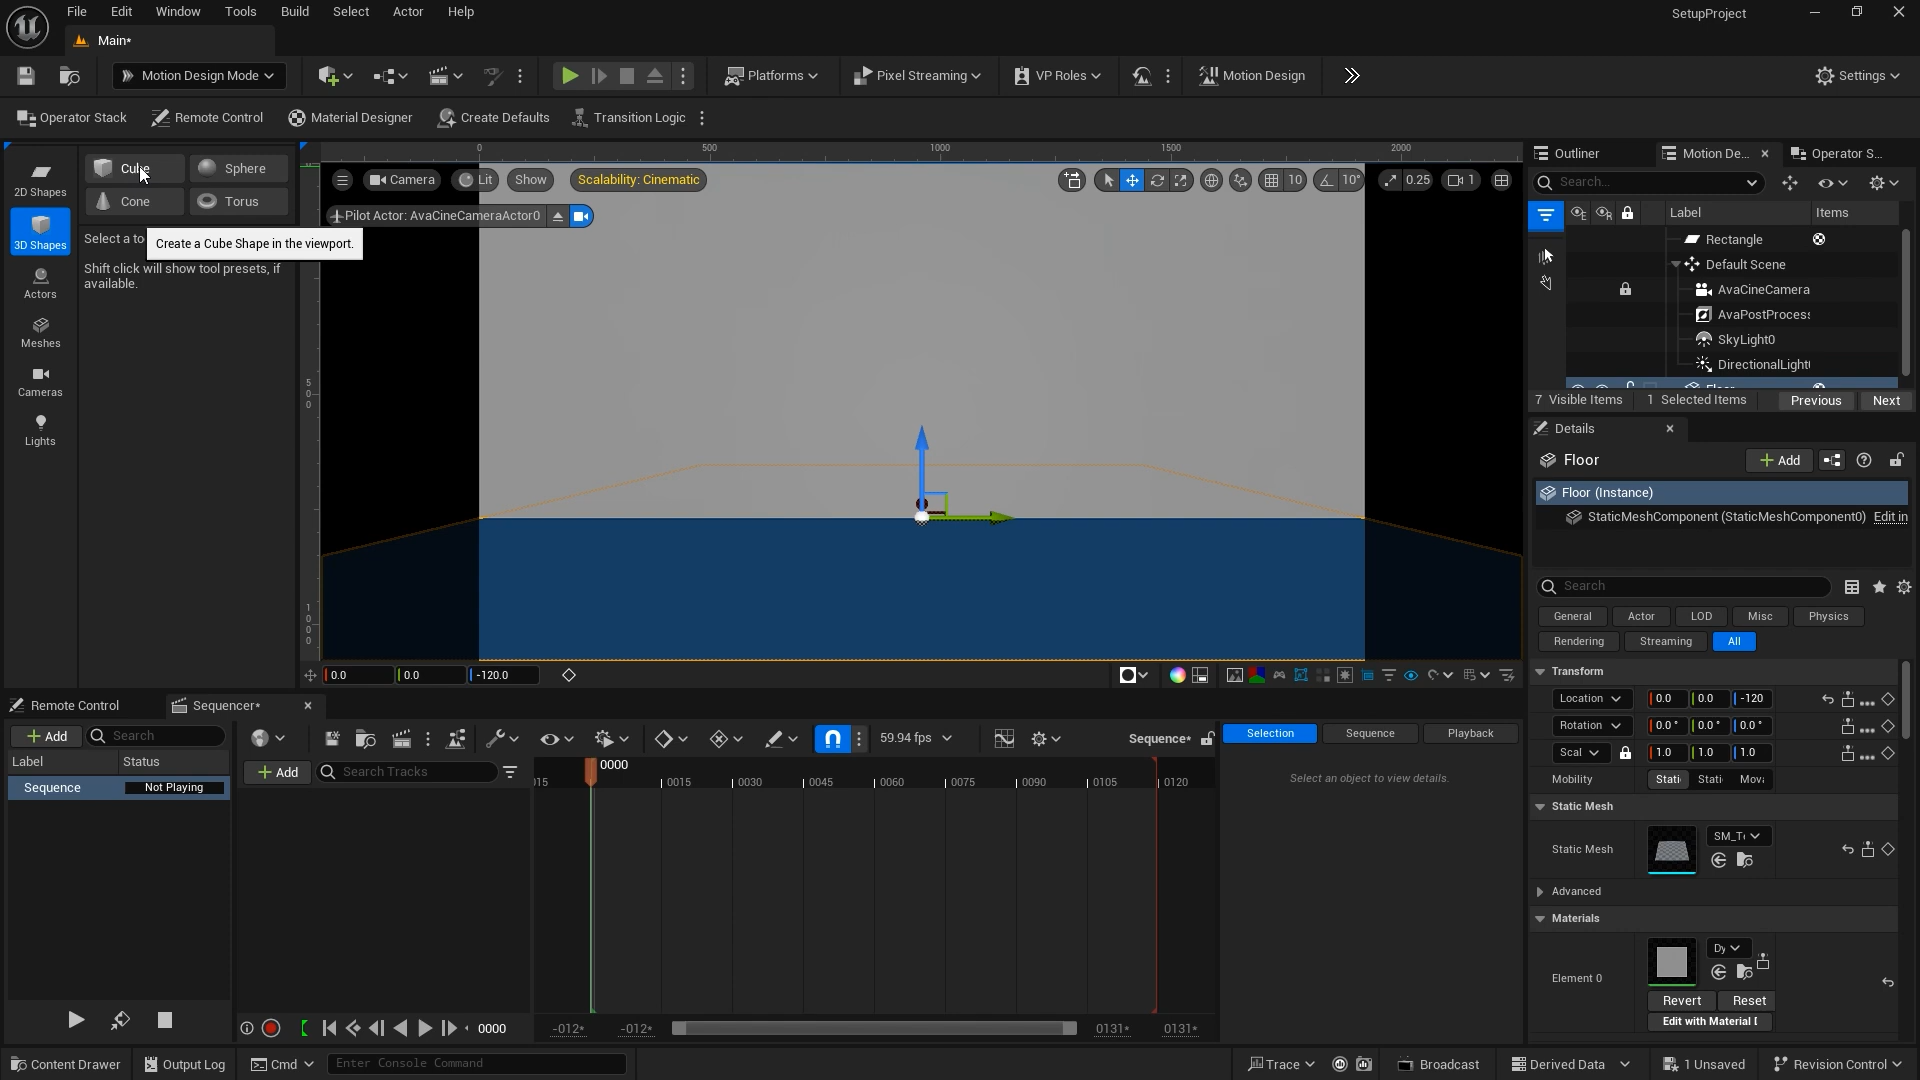 File Edit Window Tools Build Select Actor Help
SetupProject
Main*
Motion Design Mode
Platforms
Pixel Streaming
VP Roles
Motion Design
Settings
Operator Stack
Remote Control
Material Designer
Create Defaults
Transition Logic
2D Shapes
3D Shapes
Actors
Meshes
Cameras
Lights
Cube
Sphere
Cone
Torus
Select a to
Create a Cube Shape in the viewport.
Shift click will show tool presets, if
available.
0 500 1000 1500 2000
Camera
Lit
Show
Scalability: Cinematic
10
10°
0.25
1
Pilot Actor: AvaCineCameraActor0
500
1000
0.0
0.0
-120.0
Outliner
Motion De...
Operator S...
Search...
Label
Items
Rectangle
Default Scene
AvaCineCamera
AvaPostProces
SkyLight0
DirectionalLight
Floor
7 Visible Items
1 Selected Items
Previous
Next
Details
Floor
Add
Floor (Instance)
StaticMeshComponent (StaticMeshComponent0)
Edit in
Search
General
Actor
LOD
Misc
Physics
Rendering
Streaming
All
Transform
Location
0.0
0.0
-120
Rotation
0.0°
0.0°
0.0°
Scal
1.0
1.0
1.0
Mobility
Stati
Stati
Mov
Static Mesh
Static Mesh
SM_T
Advanced
Materials
Element 0
Dy
Revert
Reset
Edit with Material
Remote Control
Sequencer*
Add
Search
Label
Status
Sequence
Not Playing
59.94 fps
Sequence*
Add
Search Tracks
0000
15
0015 0030 0045 0060 0075 0090 0105 0120
Selection
Sequence
Playback
Select an object to view details.
0000
-012*
-012*
0131*
0131*
Content Drawer
Output Log
Cmd
Enter Console Command
Trace
Broadcast
Derived Data
1 Unsaved
Revision Control